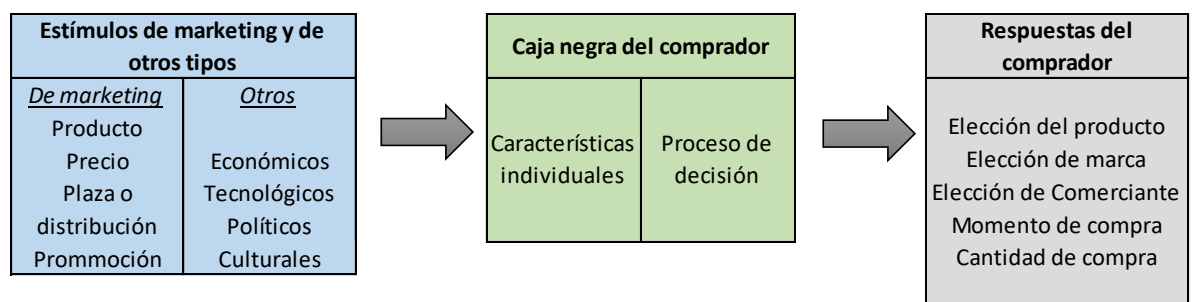 Estímulos de marketing y de
otros tipos
De marketing
Producto
Precio
Plaza o
distribución
Prommoción
Otros
Económicos
Tecnológicos
Políticos
Culturales
Caja negra del comprador
Características
individuales
Proceso de
decisión
Respuestas del
comprador
Elección del producto
Elección de marca
Elección de Comerciante
Momento de compra
Cantidad de compra